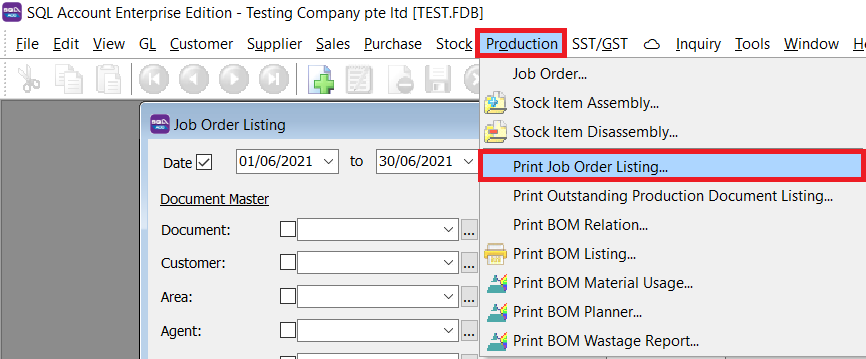 SQL Account Enterprise Edition - Testing Company pte ltd [TEST.FDB]
File Edit View GL Customer Supplier Sales Purchase Stock Production SST/GST Inquiry Tools Window
Job Order...
Stock Item Assembly...
Job Order Listing
Stock Item Disassembly...
Date 01/06/2021 to 30/06/2021
Print Job Order Listing...
Document Master
Print Outstanding Production Document Listing...
Document:
Print BOM Relation...
Customer:
Print BOM Listing...
Area:
Print BOM Material Usage...
Print BOM Planner...
Agent:
Print BOM Wastage Report...